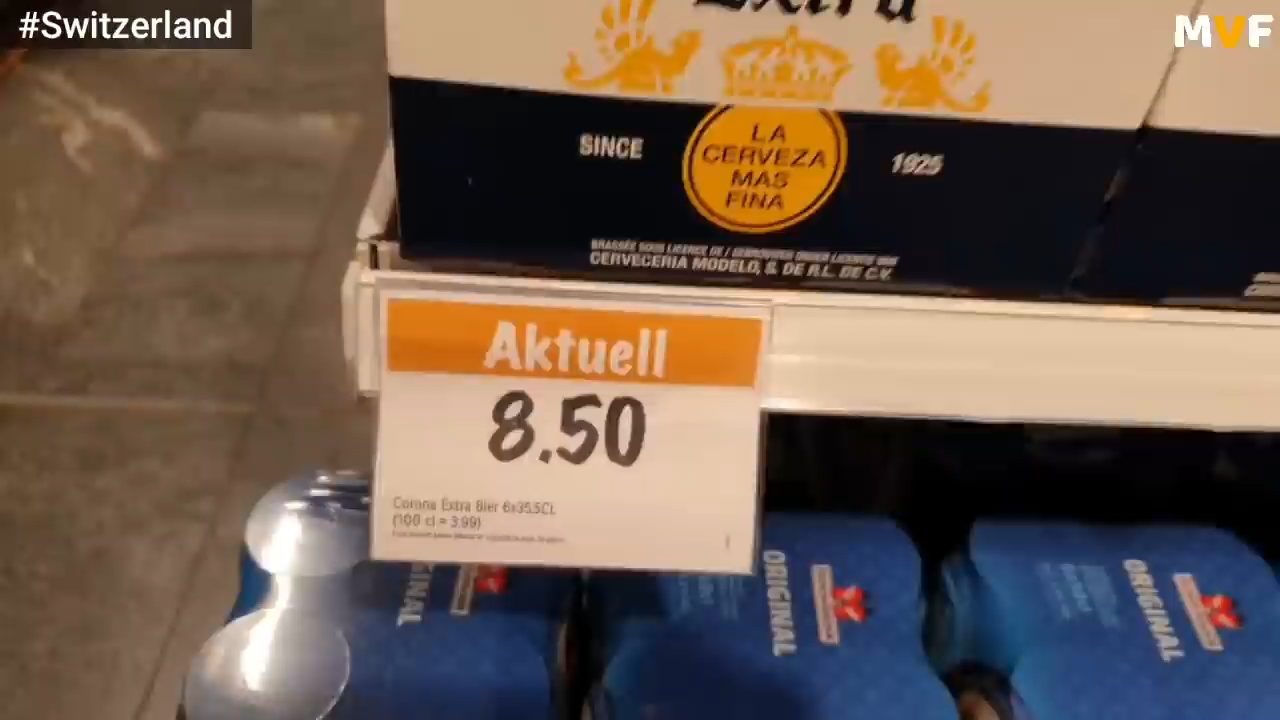 #Switzerland
MVF
Extra
SINCE
LA
CERVEZA
MAS
FINA
1925
CERVECERIA MODELO, S. DE R.L. DE C.V.
Aktuell
8.50
Corona Extra Bier 6x35.5CL
(100 cl = 3.99)
ORIGINAL
ORIGINAL